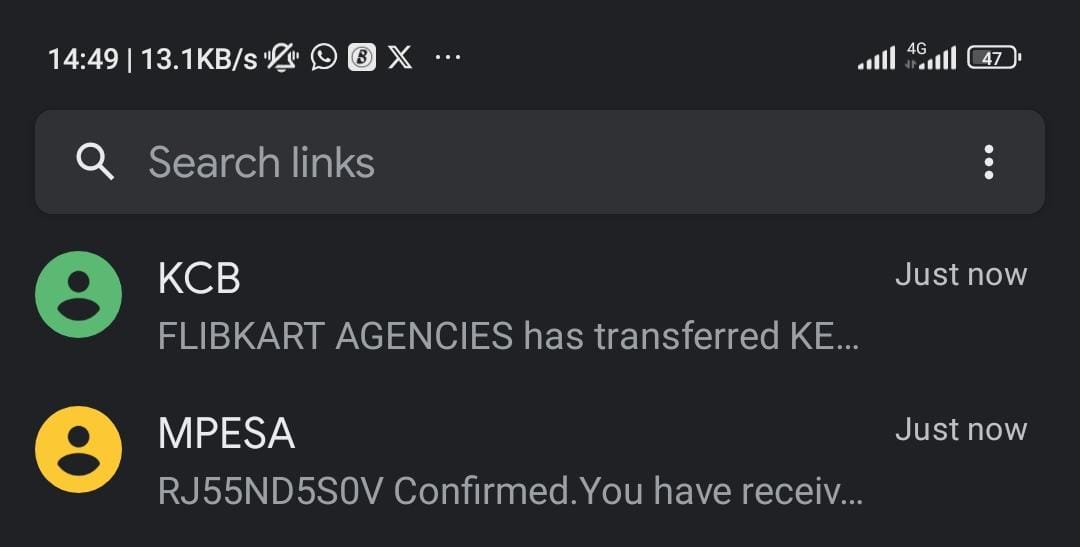 14:49 | 13.1KB/s ... 4G 47
Search links
KCB Just now
FLIBKART AGENCIES has transferred KE...
MPESA Just now
RJ55ND5S0V Confirmed.You have receiv...